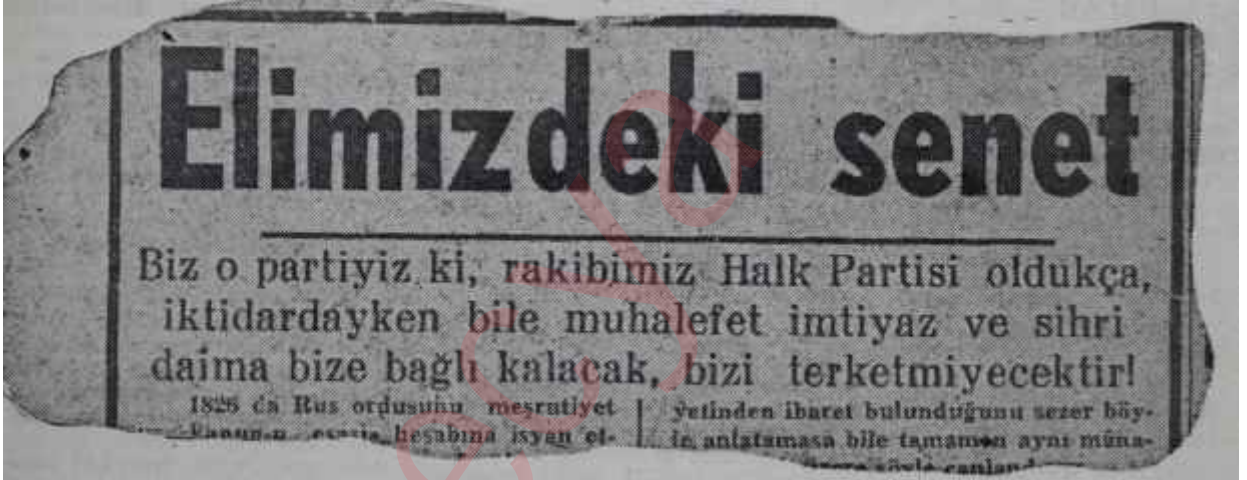 Elimizdeki senet
Biz o partiyiz ki, rakibimiz Halk Partisi oldukça,
iktidardayken bile muhalefet imtiyaz ve sihri
daima bize bağlı kalacak, bizi terketmiyecektir!
1826 da Rus ordusunu meşrutiyet
hesabına isyan et-
yetinden ibaret bulunduğunu sezer böy-
anlatamasa bile tamamen aynı müna-
şöyle